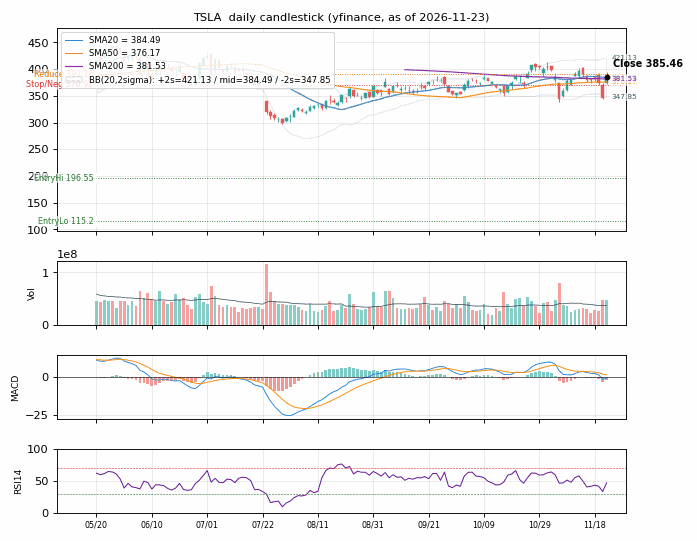 TSLA daily candlestick (yfinance, as of 2026-11-23)
SMA20 = 384.49
SMA50 = 376.17
SMA200 = 381.53
BB(20,2sigma): +2s=421.13 / mid=384.49 / -2s=347.85
450
400
350
300
250
200
150
100
Reduce
Stop/Neg
EntryHi 196.55
EntryLo 115.2
421.13
Close 385.46
381.53
347.85
1e8
Vol
1
0
MACD
0
−25
RSI14
100
50
0
05/20 06/10 07/01 07/22 08/11 08/31 09/21 10/09 10/29 11/18